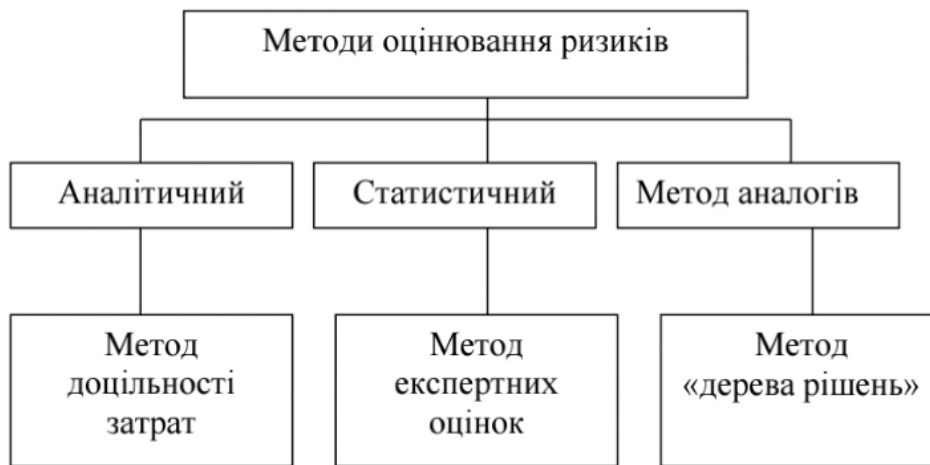 Методи оцінювання ризиків
Аналітичний
Статистичний
Метод аналогів
Метод
доцільності
затрат
Метод
експертних
оцінок
Метод
«дерева рішень»